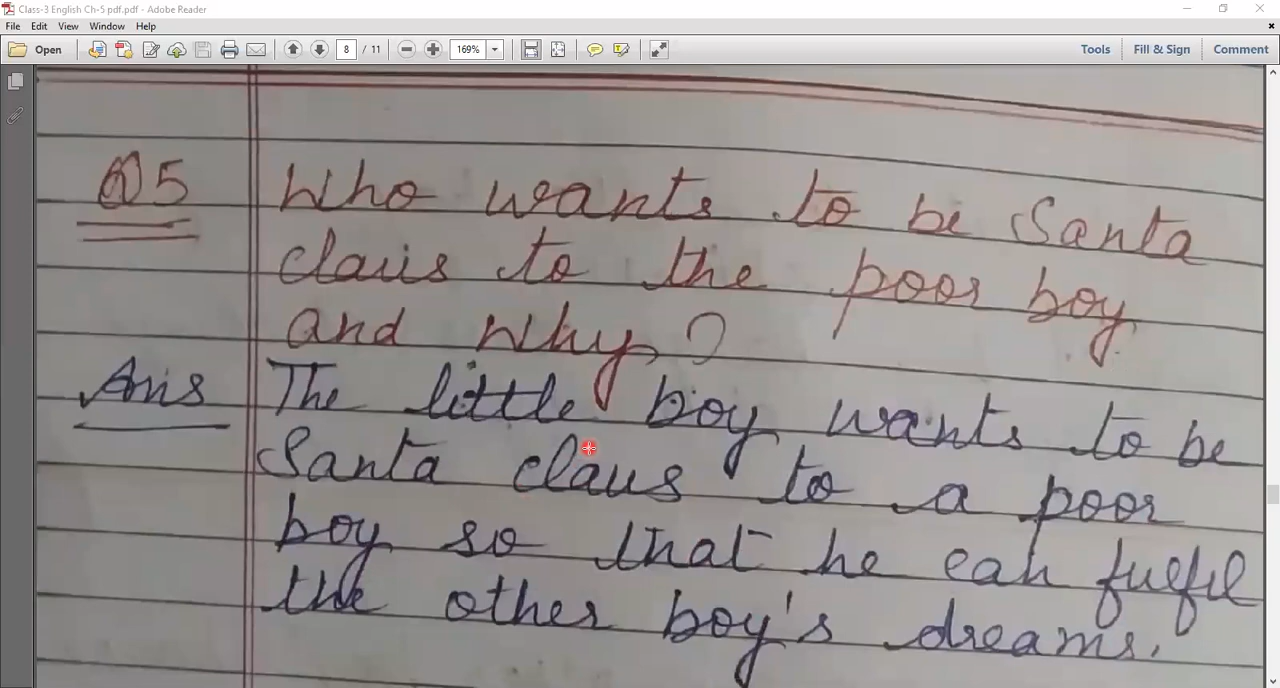 Class-3 English Ch-5 pdf.pdf - Adobe Reader
File Edit View Window Help
Open 8 / 11 169% Tools Fill & Sign Comment
Q5 Who wants to be Santa
claus to the poor boy
and why?
Ans The little boy wants to be
Santa claus to a poor
boy so that he can fulfil
the other boy's dreams.